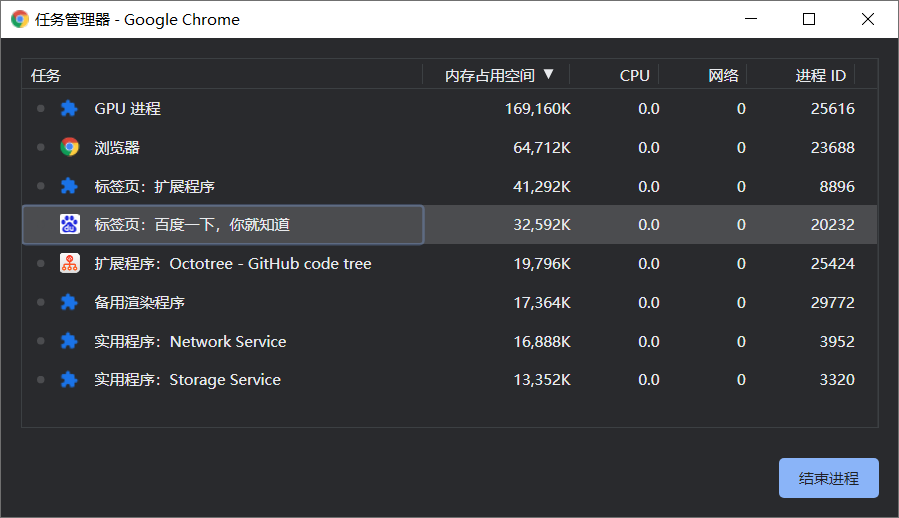 任务管理器 - Google Chrome
任务 内存占用空间 ▼ CPU 网络 进程 ID
GPU 进程 169,160K 0.0 0 25616
浏览器 64,712K 0.0 0 23688
标签页：扩展程序 41,292K 0.0 0 8896
标签页：百度一下，你就知道 32,592K 0.0 0 20232
扩展程序：Octotree - GitHub code tree 19,796K 0.0 0 25424
备用渲染程序 17,364K 0.0 0 29772
实用程序：Network Service 16,888K 0.0 0 3952
实用程序：Storage Service 13,352K 0.0 0 3320
结束进程